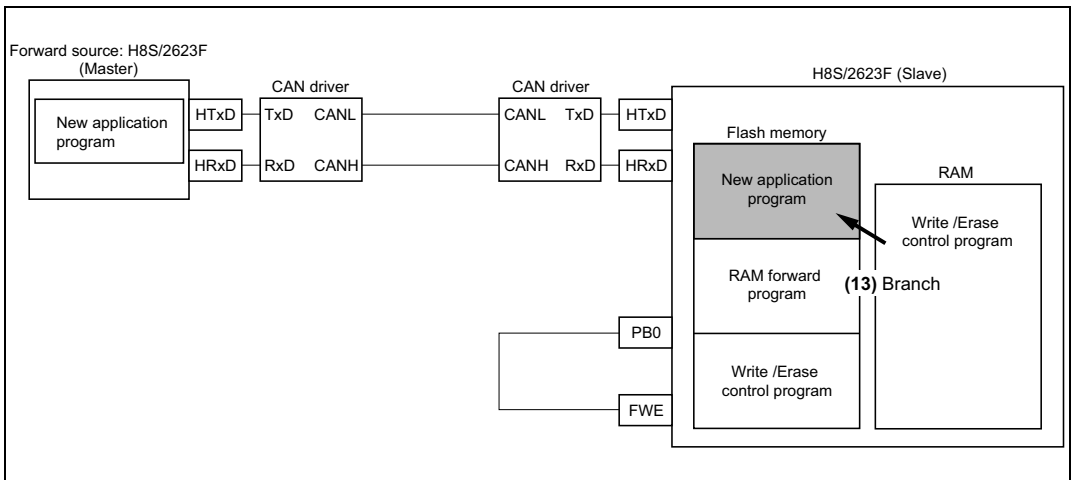 Forward source: H8S/2623F
(Master)
New application
program
HTxD
HRxD
CAN driver
TxD CANL
RxD CANH
CAN driver
CANL TxD
CANH RxD
HTxD
HRxD
PB0
FWE
H8S/2623F (Slave)
Flash memory
New application
program
RAM forward
program
Write /Erase
control program
RAM
Write /Erase
control program
(13) Branch